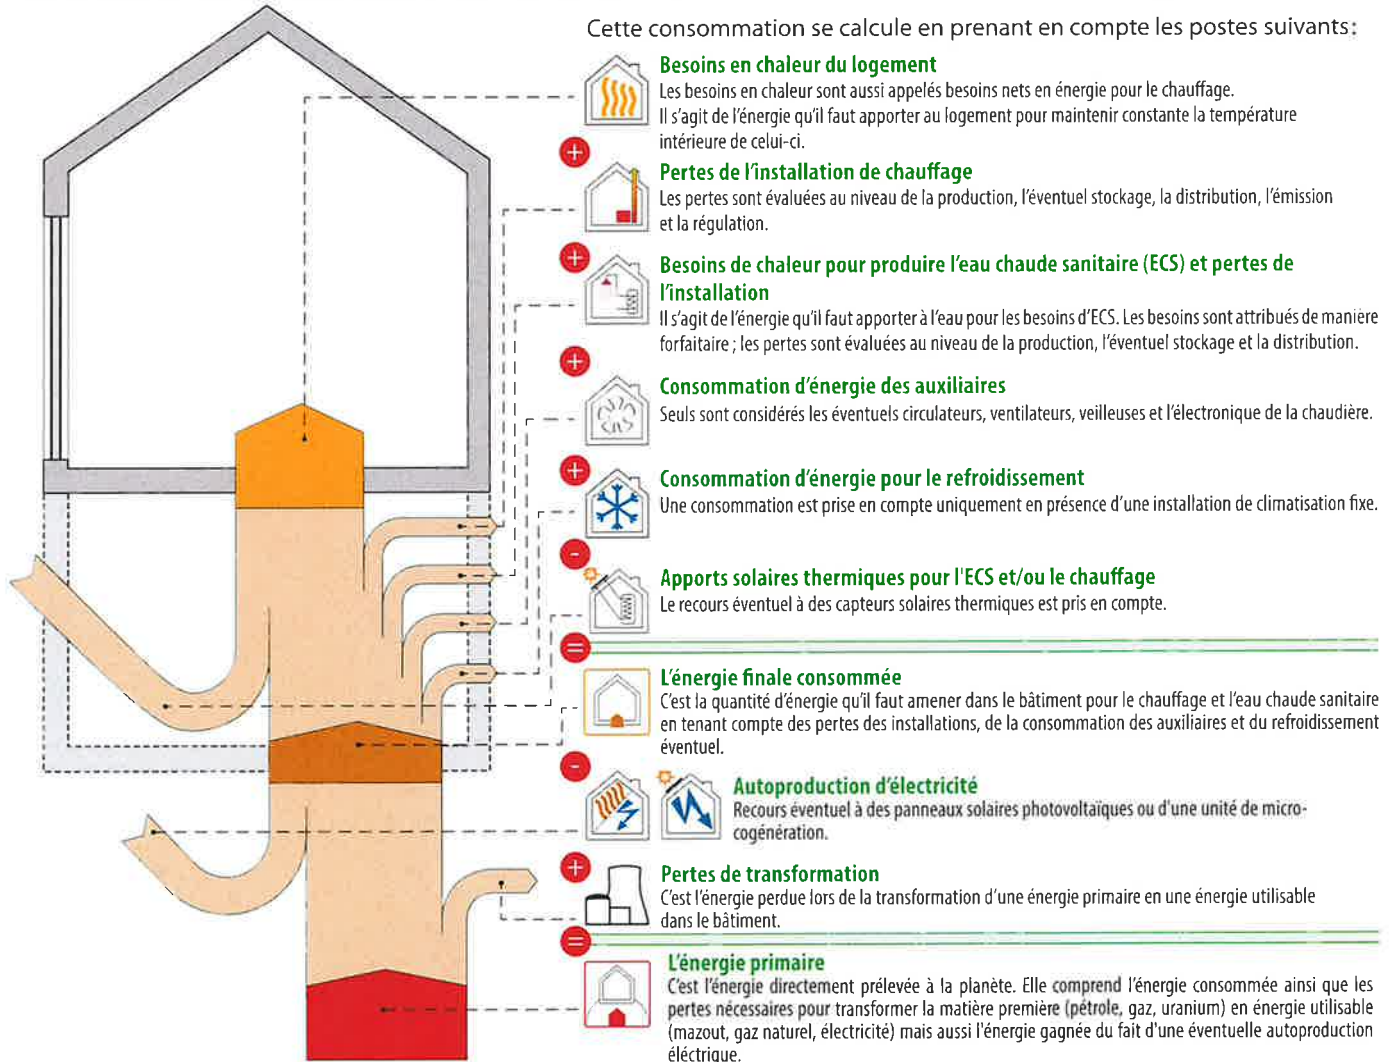 Cette consommation se calcule en prenant en compte les postes suivants:
Besoins en chaleur du logement
Les besoins en chaleur sont aussi appelés besoins nets en énergie pour le chauffage.
Il s'agit de l'énergie qu'il faut apporter au logement pour maintenir constante la température
intérieure de celui-ci.
+
Pertes de l'installation de chauffage
Les pertes sont évaluées au niveau de la production, l'éventuel stockage, la distribution, l'émission
et la régulation.
+
Besoins de chaleur pour produire l'eau chaude sanitaire (ECS) et pertes de
l'installation
Il s'agit de l'énergie qu'il faut apporter à l'eau pour les besoins d'ECS. Les besoins sont attribués de manière
forfaitaire ; les pertes sont évaluées au niveau de la production, l'éventuel stockage et la distribution.
+
Consommation d'énergie des auxiliaires
Seuls sont considérés les éventuels circulateurs, ventilateurs, veilleuses et l'électronique de la chaudière.
+
Consommation d'énergie pour le refroidissement
Une consommation est prise en compte uniquement en présence d'une installation de climatisation fixe.
-
Apports solaires thermiques pour l'ECS et/ou le chauffage
Le recours éventuel à des capteurs solaires thermiques est pris en compte.
=
L'énergie finale consommée
C'est la quantité d'énergie qu'il faut amener dans le bâtiment pour le chauffage et l'eau chaude sanitaire
en tenant compte des pertes des installations, de la consommation des auxiliaires et du refroidissement
éventuel.
-
Autoproduction d'électricité
Recours éventuel à des panneaux solaires photovoltaïques ou d'une unité de micro-
cogénération.
+
Pertes de transformation
C'est l'énergie perdue lors de la transformation d'une énergie primaire en une énergie utilisable
dans le bâtiment.
=
L'énergie primaire
C'est l'énergie directement prélevée à la planète. Elle comprend l'énergie consommée ainsi que les
pertes nécessaires pour transformer la matière première (pétrole, gaz, uranium) en énergie utilisable
(mazout, gaz naturel, électricité) mais aussi l'énergie gagnée du fait d'une éventuelle autoproduction
éléctrique.